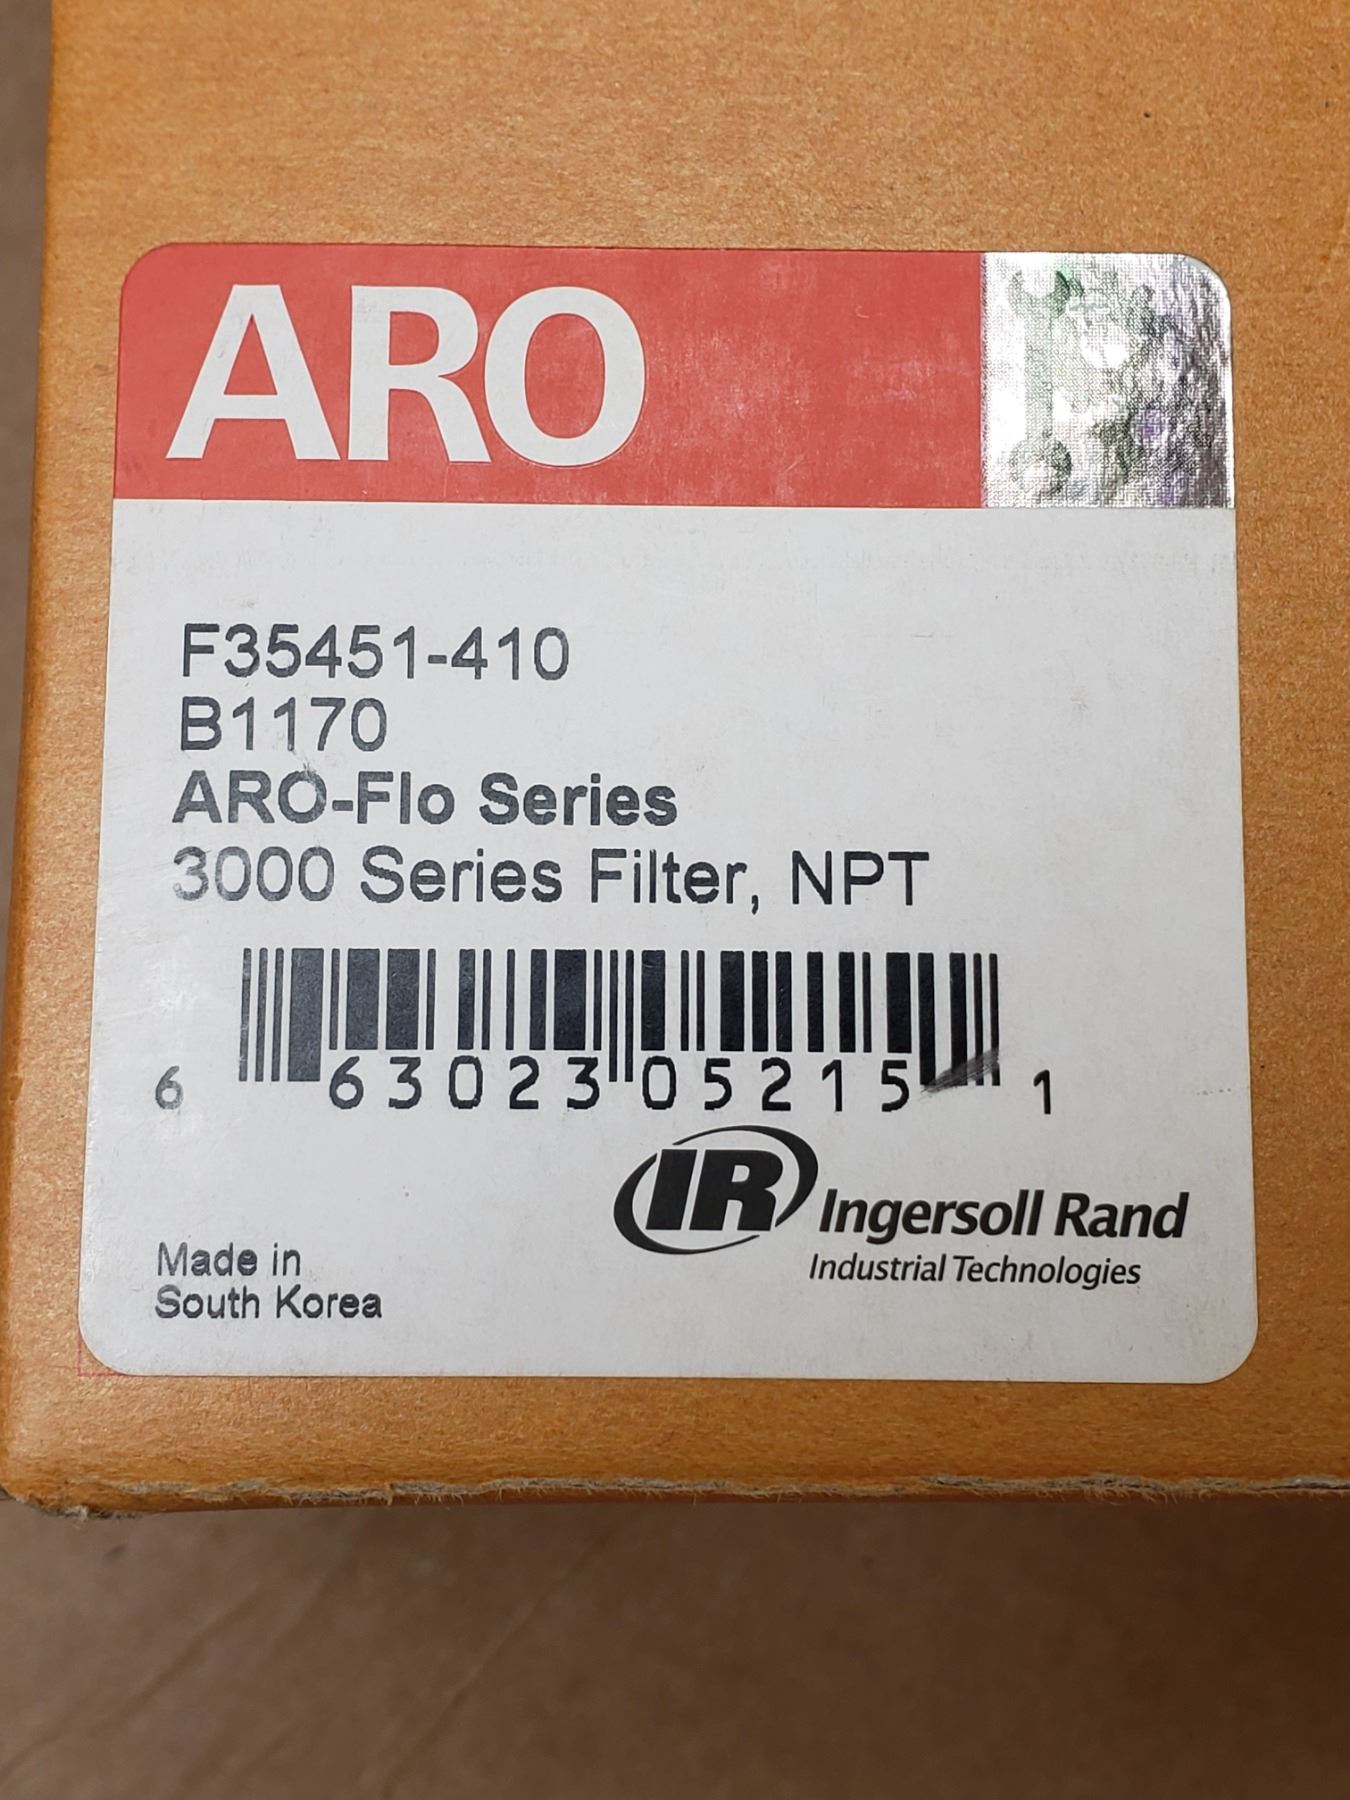 ARO
F35451-410
B1170
ARO-Flo Series
3000 Series Filter, NPT
6 63023 05215 1
IR Ingersoll Rand
Industrial Technologies
Made in
South Korea